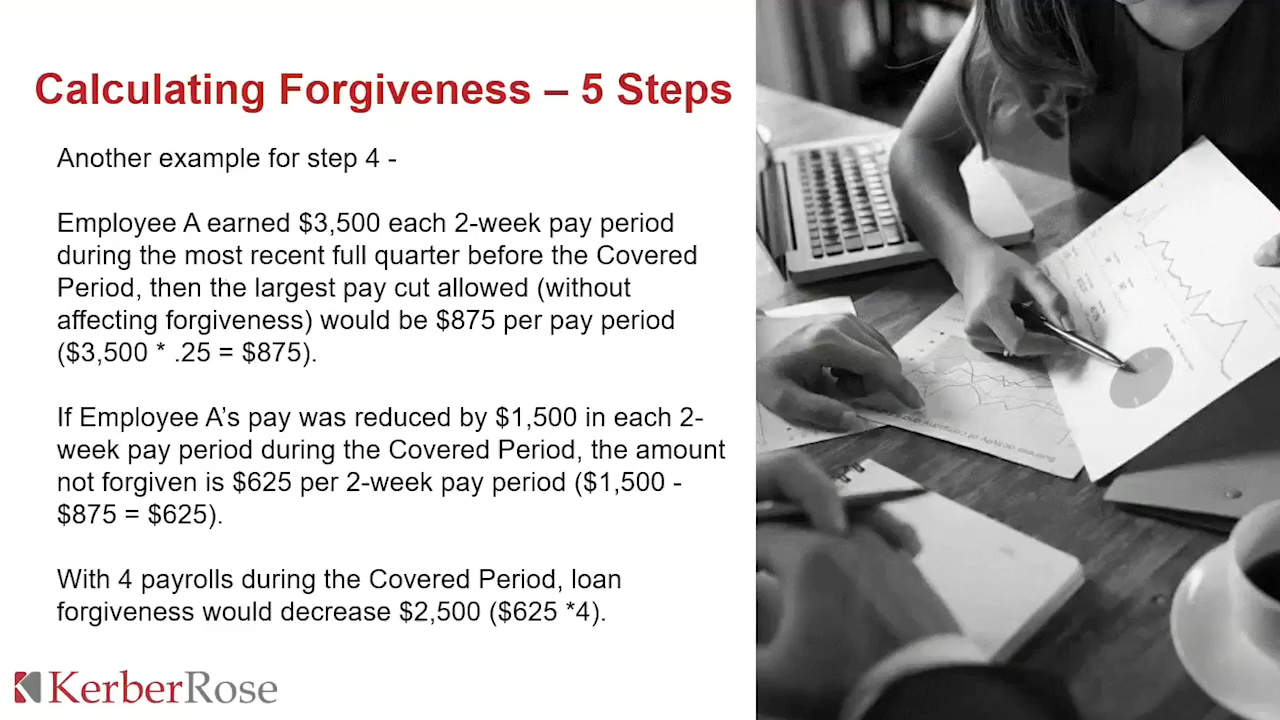 Calculating Forgiveness – 5 Steps
Another example for step 4 -
Employee A earned $3,500 each 2-week pay period
during the most recent full quarter before the Covered
Period, then the largest pay cut allowed (without
affecting forgiveness) would be $875 per pay period
($3,500 * .25 = $875).
If Employee A’s pay was reduced by $1,500 in each 2-
week pay period during the Covered Period, the amount
not forgiven is $625 per 2-week pay period ($1,500 -
$875 = $625).
With 4 payrolls during the Covered Period, loan
forgiveness would decrease $2,500 ($625 *4).
KerberRose
Business activity of company and